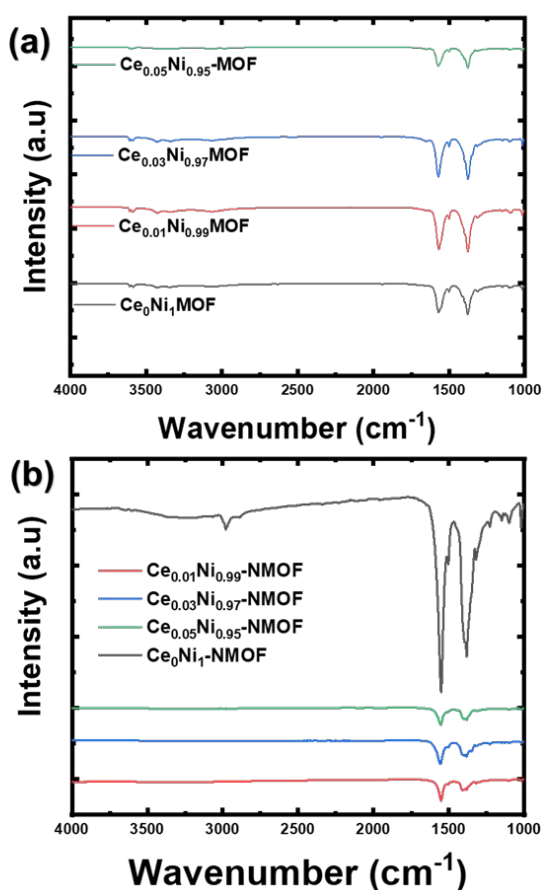 (a)
Ce0.05Ni0.95-MOF
Ce0.03Ni0.97MOF
Ce0.01Ni0.99MOF
Ce0Ni1MOF
Intensity (a.u)
4000 3500 3000 2500 2000 1500 1000
Wavenumber (cm-1)
(b)
Ce0.01Ni0.99-NMOF
Ce0.03Ni0.97-NMOF
Ce0.05Ni0.95-NMOF
Ce0Ni1-NMOF
Intensity (a.u)
4000 3500 3000 2500 2000 1500 1000
Wavenumber (cm-1)